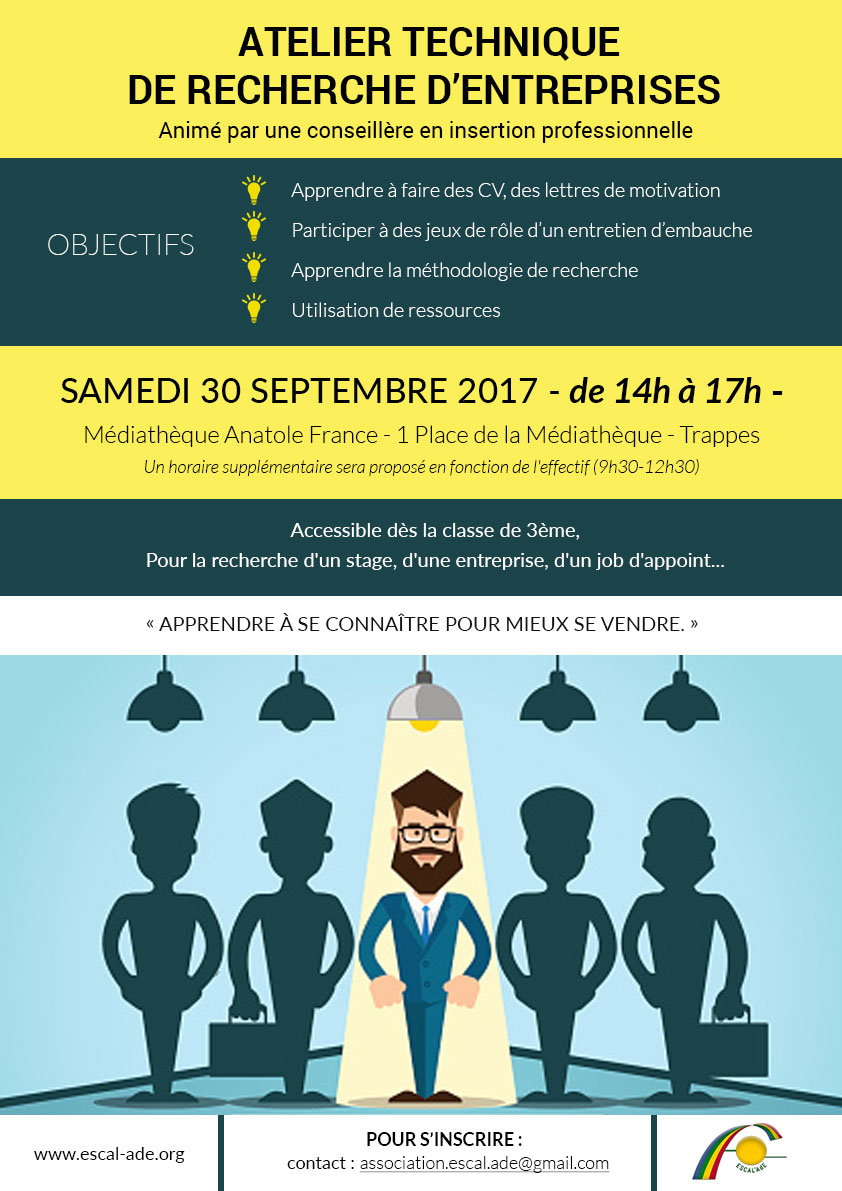 ATELIER TECHNIQUE
DE RECHERCHE D’ENTREPRISES
Animé par une conseillère en insertion professionnelle
OBJECTIFS
Apprendre à faire des CV, des lettres de motivation
Participer à des jeux de rôle d’un entretien d’embauche
Apprendre la méthodologie de recherche
Utilisation de ressources
SAMEDI 30 SEPTEMBRE 2017 - de 14h à 17h -
Médiathèque Anatole France - 1 Place de la Médiathèque - Trappes
Un horaire supplémentaire sera proposé en fonction de l'effectif (9h30-12h30)
Accessible dès la classe de 3ème,
Pour la recherche d'un stage, d'une entreprise, d'un job d'appoint...
« APPRENDRE À SE CONNAÎTRE POUR MIEUX SE VENDRE. »
www.escal-ade.org
POUR S’INSCRIRE :
contact : association.escal.ade@gmail.com
ESCAL'ADE